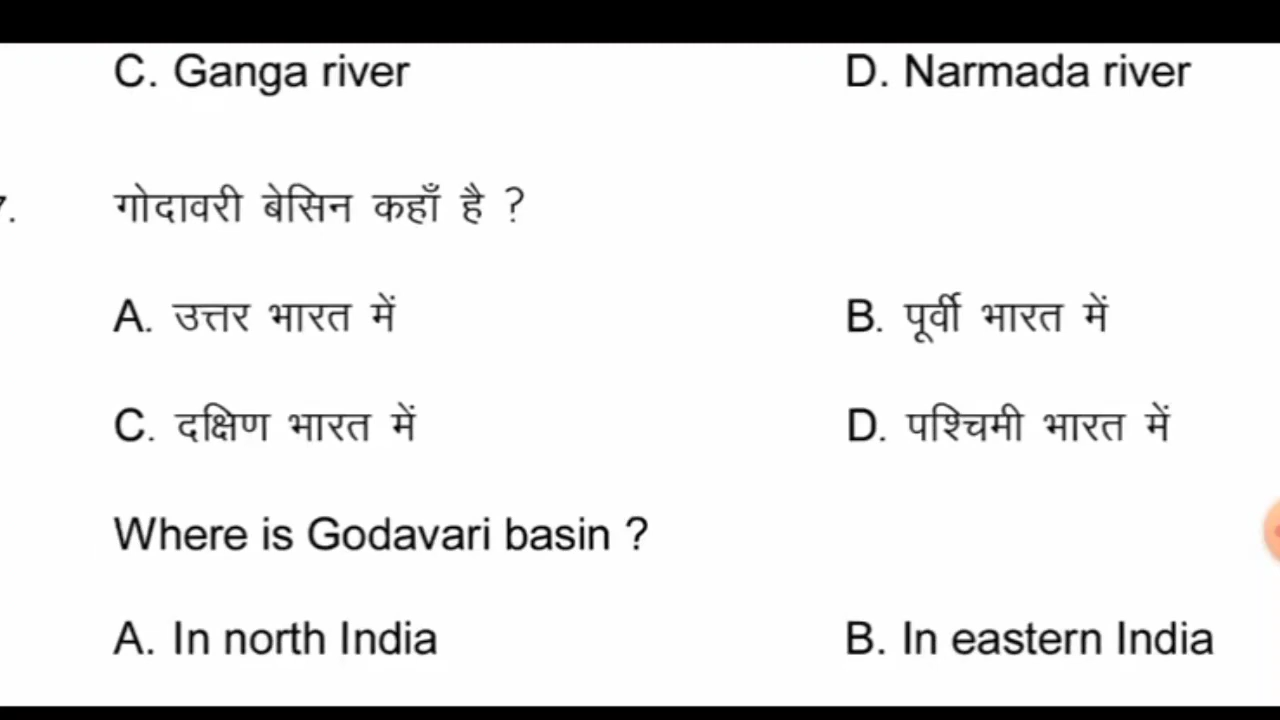 C. Ganga river D. Narmada river
7. गोदावरी बेसिन कहाँ है ?
A. उत्तर भारत में B. पूर्वी भारत में
C. दक्षिण भारत में D. पश्चिमी भारत में
Where is Godavari basin ?
A. In north India B. In eastern India